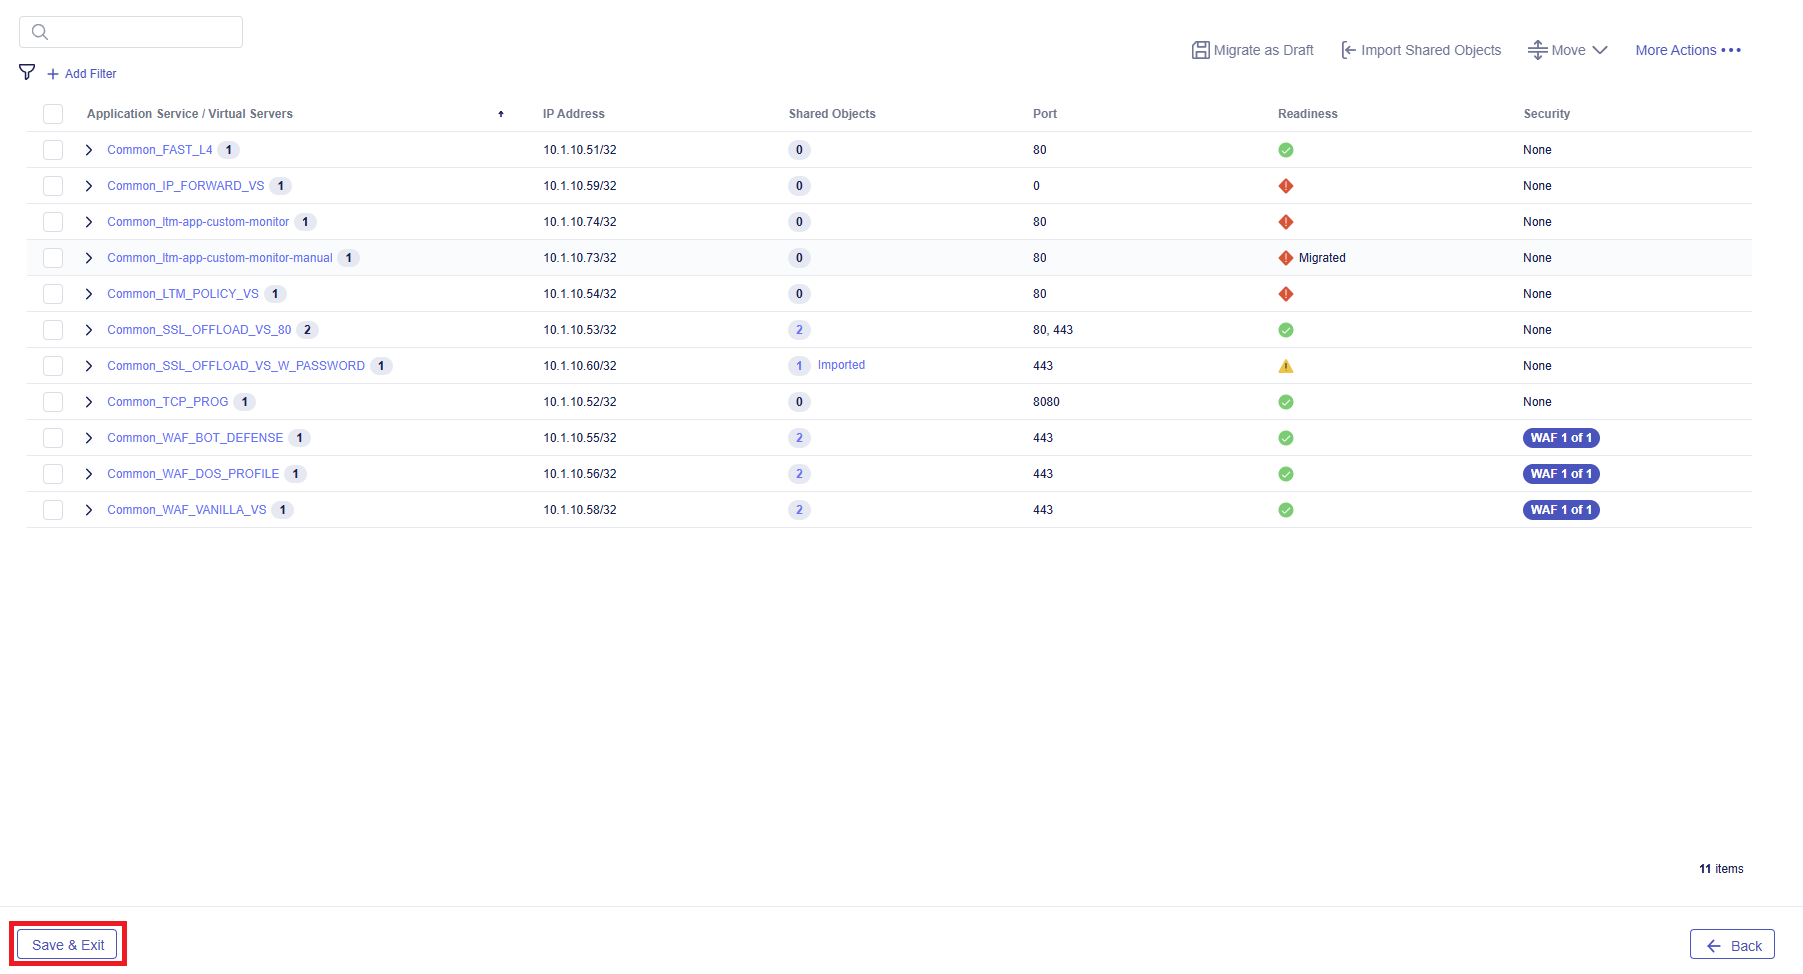 Migrate as Draft Import Shared Objects Move More Actions •••
Add Filter
Application Service / Virtual Servers IP Address Shared Objects Port Readiness Security
Common_FAST_L4 1 10.1.10.51/32 0 80 None
Common_IP_FORWARD_VS 1 10.1.10.59/32 0 0 None
Common_ltm-app-custom-monitor 1 10.1.10.74/32 0 80 None
Common_ltm-app-custom-monitor-manual 1 10.1.10.73/32 0 80 Migrated None
Common_LTM_POLICY_VS 1 10.1.10.54/32 0 80 None
Common_SSL_OFFLOAD_VS_80 2 10.1.10.53/32 2 80, 443 None
Common_SSL_OFFLOAD_VS_W_PASSWORD 1 10.1.10.60/32 1 Imported 443 None
Common_TCP_PROG 1 10.1.10.52/32 0 8080 None
Common_WAF_BOT_DEFENSE 1 10.1.10.55/32 2 443 WAF 1 of 1
Common_WAF_DOS_PROFILE 1 10.1.10.56/32 2 443 WAF 1 of 1
Common_WAF_VANILLA_VS 1 10.1.10.58/32 2 443 WAF 1 of 1
11 items
Save & Exit Back